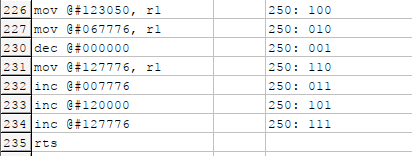 226 mov @#123050, r1 250: 100
227 mov @#067776, r1 250: 010
230 dec @#000000 250: 001
231 mov @#127776, r1 250: 110
232 inc @#007776 250: 011
233 inc @#120000 250: 101
234 inc @#127776 250: 111
235 rts